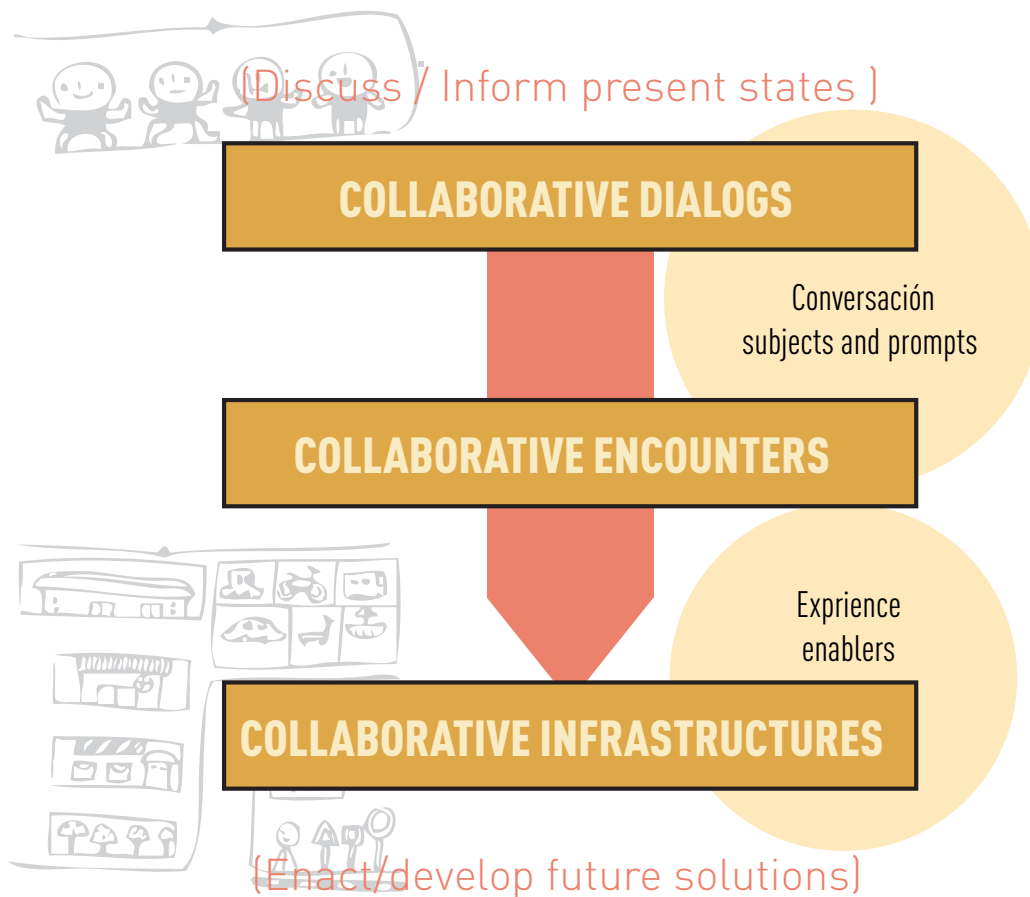 (Discuss / Inform present states )
COLLABORATIVE DIALOGS
Conversación
subjects and prompts
COLLABORATIVE ENCOUNTERS
Exprience
enablers
COLLABORATIVE INFRASTRUCTURES
(Enact/develop future solutions)